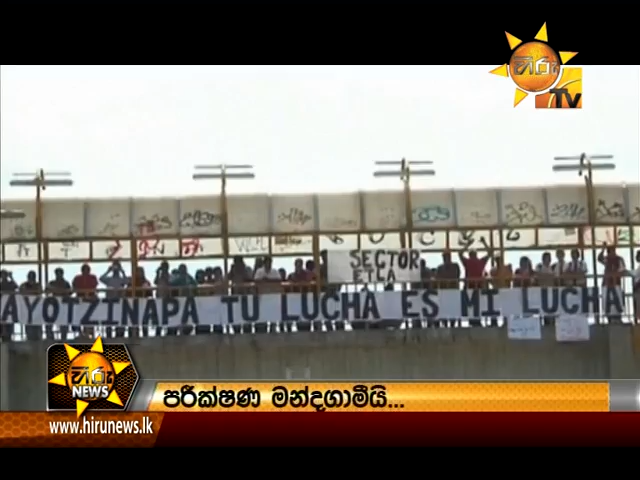 හිරු
TV
SECTOR
ETLA
AYOTZINAPA TU LUCHA ES MI LUCHA
හිරු
NEWS
පරීක්ෂණ මන්දගාමීයි...
www.hirunews.lk